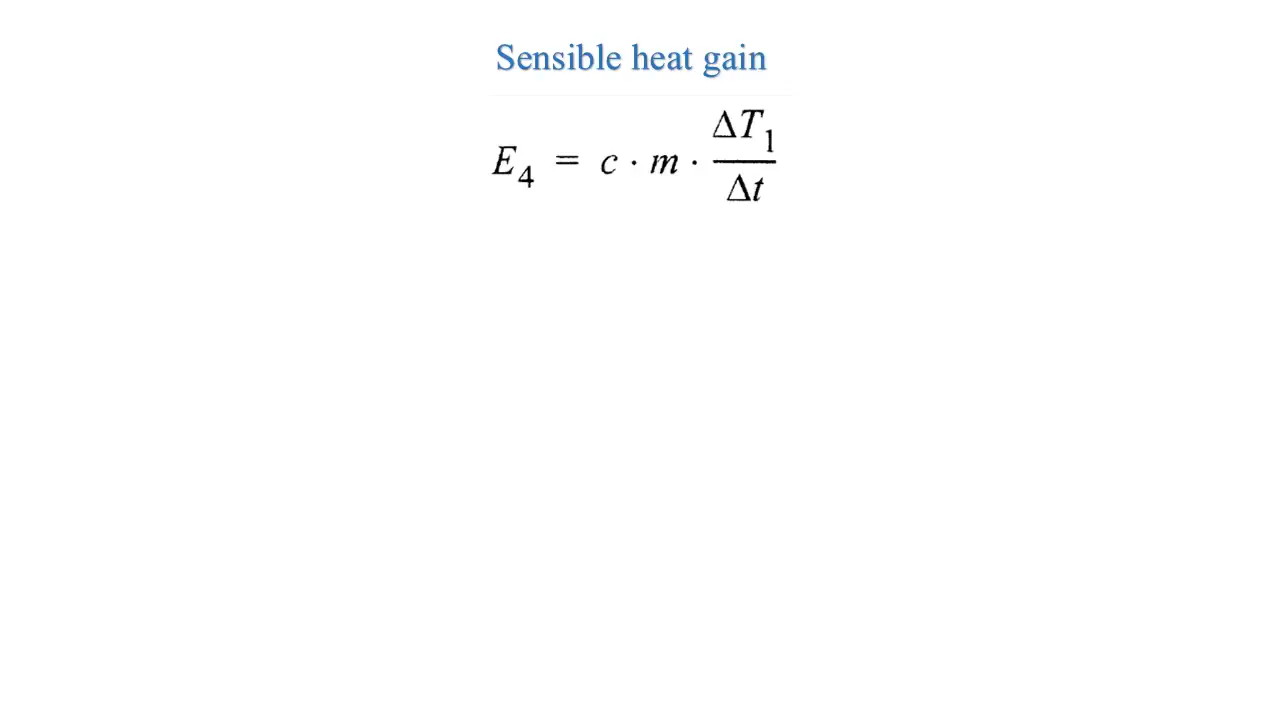 Sensible heat gain
E₄ = c · m · ΔT₁/Δt